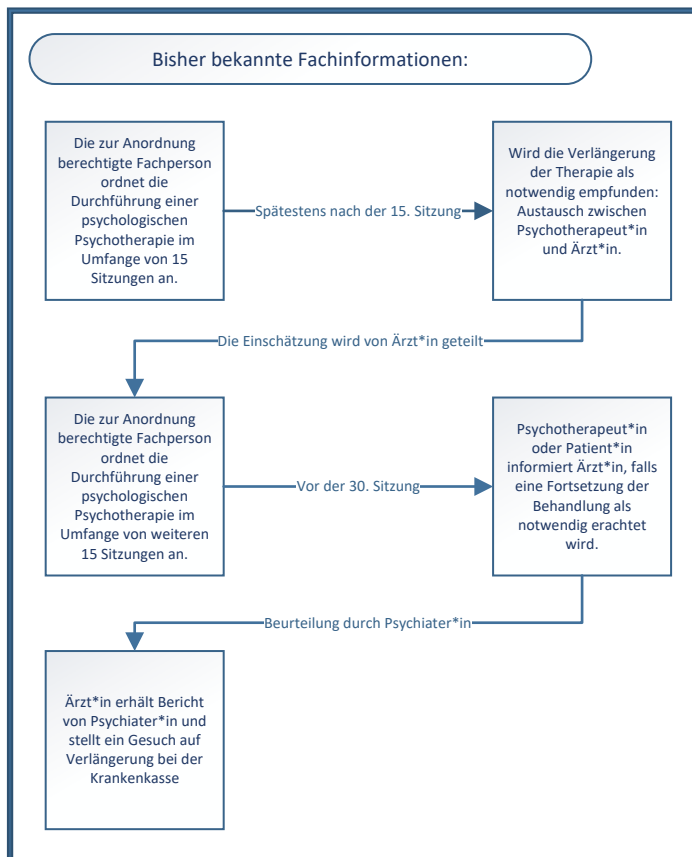 Bisher bekannte Fachinformationen:
Die zur Anordnung
berechtigte Fachperson
ordnet die
Durchführung einer
psychologischen
Psychotherapie im
Umfange von 15
Sitzungen an.
Spätestens nach der 15. Sitzung
Wird die Verlängerung
der Therapie als
notwendig empfunden:
Austausch zwischen
Psychotherapeut*in
und Ärzt*in.
Die Einschätzung wird von Ärzt*in geteilt
Die zur Anordnung
berechtigte Fachperson
ordnet die
Durchführung einer
psychologischen
Psychotherapie im
Umfange von weiteren
15 Sitzungen an.
Vor der 30. Sitzung
Psychotherapeut*in
oder Patient*in
informiert Ärzt*in, falls
eine Fortsetzung der
Behandlung als
notwendig erachtet
wird.
Beurteilung durch Psychiater*in
Ärzt*in erhält Bericht
von Psychiater*in und
stellt ein Gesuch auf
Verlängerung bei der
Krankenkasse